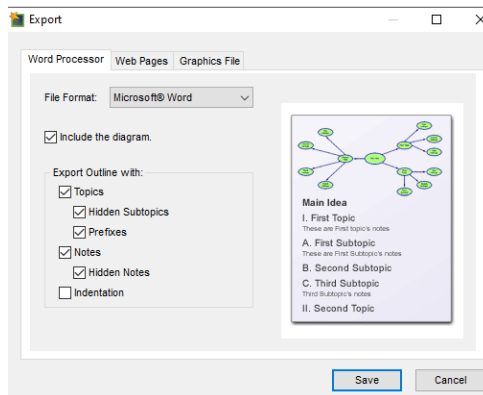 Export
Word Processor Web Pages Graphics File
File Format: Microsoft® Word
Include the diagram.
Export Outline with:
Topics
Hidden Subtopics
Prefixes
Notes
Hidden Notes
Indentation
Main Idea
I. First Topic
These are First topic's notes
A. First Subtopic
These are First Subtopic's notes
B. Second Subtopic
C. Third Subtopic
Third Subtopic's notes
II. Second Topic
Save Cancel